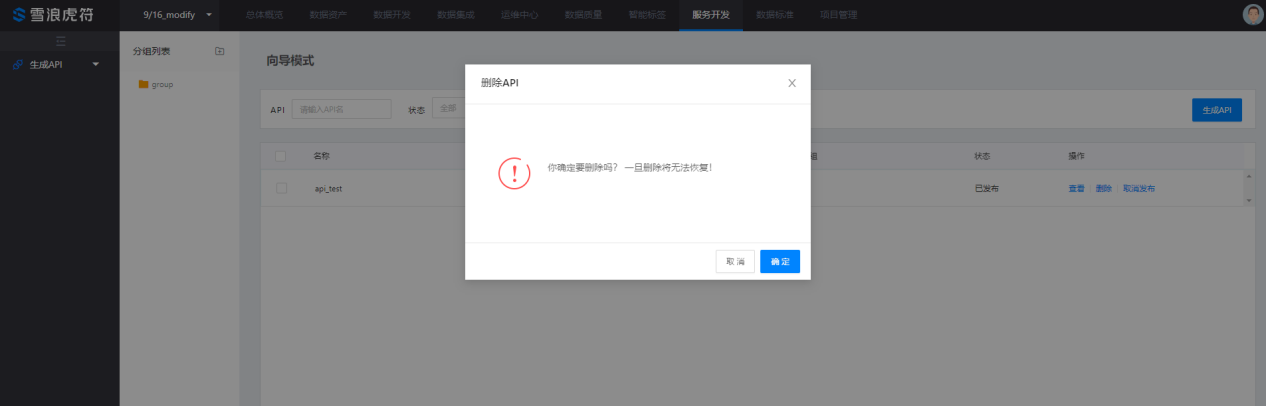 雪浪虎符
9/16_modify
总体概览 数据资产 数据开发 数据集成 运维中心 数据质量 智能标签 服务开发 数据标准 项目管理
生成API
分组列表
group
向导模式
API 请输入API名 状态 全部
生成API
名称 组 状态 操作
api_test 已发布 查看 删除 取消发布
删除API
你确定要删除吗？ 一旦删除将无法恢复！
取消 确定